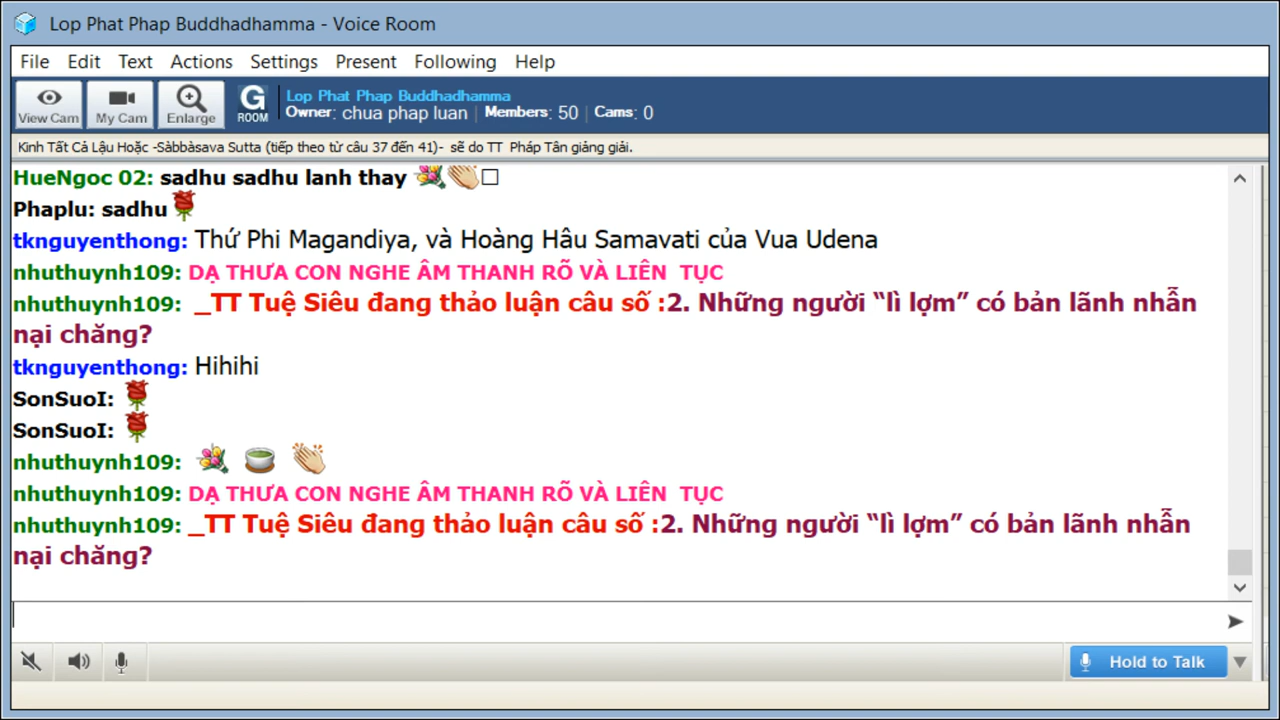 Lop Phat Phap Buddhadhamma - Voice Room
File Edit Text Actions Settings Present Following Help
View Cam My Cam Enlarge G ROOM
Lop Phat Phap Buddhadhamma
Owner: chua phap luan | Members: 50 | Cams: 0
Kinh Tất Cả Lậu Hoặc -Sàbbàsava Sutta (tiếp theo từ câu 37 đến 41)- sẽ do TT Pháp Tân giảng giải.
HueNgoc 02: sadhu sadhu lanh thay
Phaplu: sadhu
tknguyenthong: Thứ Phi Magandiya, và Hoàng Hâu Samavati của Vua Udena
nhuthuynh109: DẠ THƯA CON NGHE ÂM THANH RÕ VÀ LIÊN TỤC
nhuthuynh109: _TT Tuệ Siêu đang thảo luận câu số :2. Những người “lì lợm” có bản lãnh nhẫn
nại chăng?
tknguyenthong: Hihihi
SonSuoI:
SonSuoI:
nhuthuynh109:
nhuthuynh109: DẠ THƯA CON NGHE ÂM THANH RÕ VÀ LIÊN TỤC
nhuthuynh109: _TT Tuệ Siêu đang thảo luận câu số :2. Những người “lì lợm” có bản lãnh nhẫn
nại chăng?
Hold to Talk